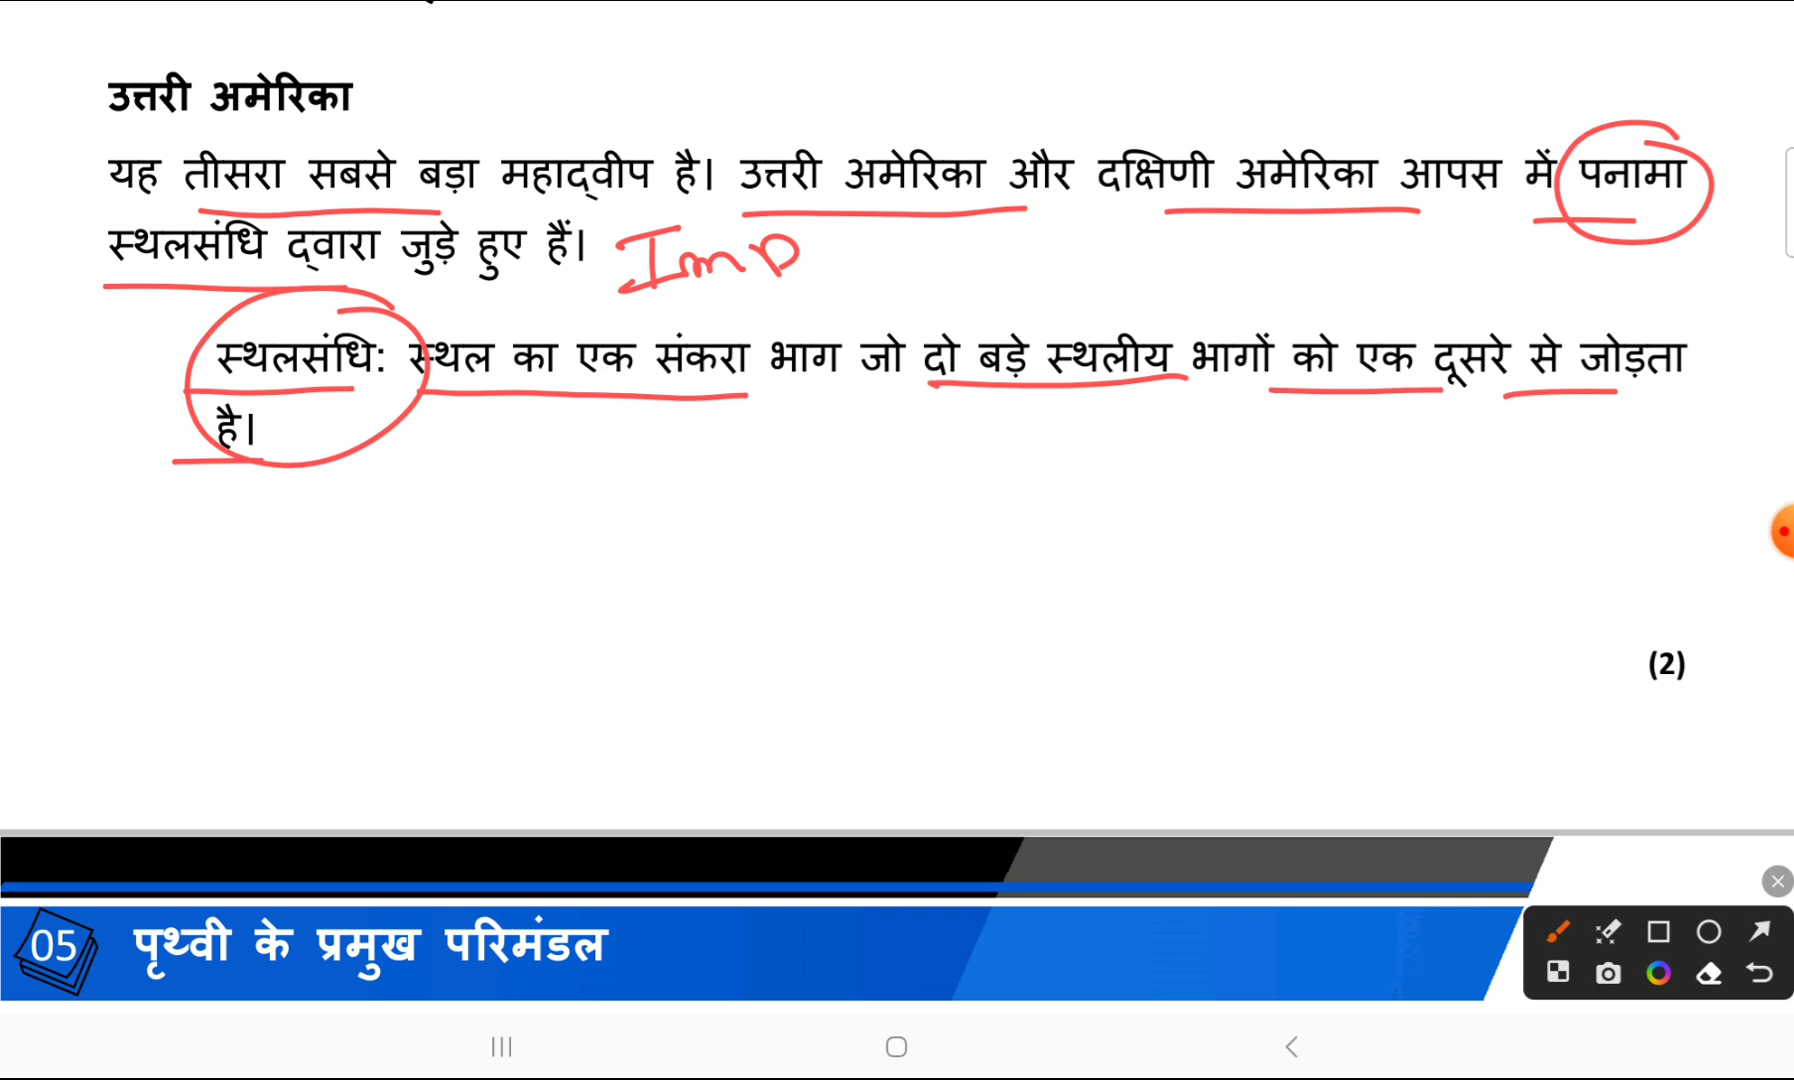 उत्तरी अमेरिका
यह तीसरा सबसे बड़ा महाद्वीप है। उत्तरी अमेरिका और दक्षिणी अमेरिका आपस में पनामा
स्थलसंधि द्वारा जुड़े हुए हैं। Imp
स्थलसंधि: स्थल का एक संकरा भाग जो दो बड़े स्थलीय भागों को एक दूसरे से जोड़ता
है।
(2)
05 पृथ्वी के प्रमुख परिमंडल